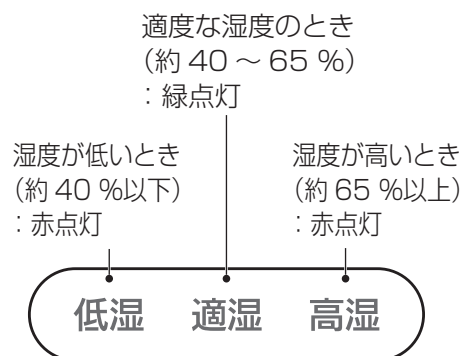 適度な湿度のとき
（約 40 ～ 65 %）
：緑点灯
湿度が低いとき
（約 40 %以下）
：赤点灯
湿度が高いとき
（約 65 %以上）
：赤点灯
低湿 適湿 高湿